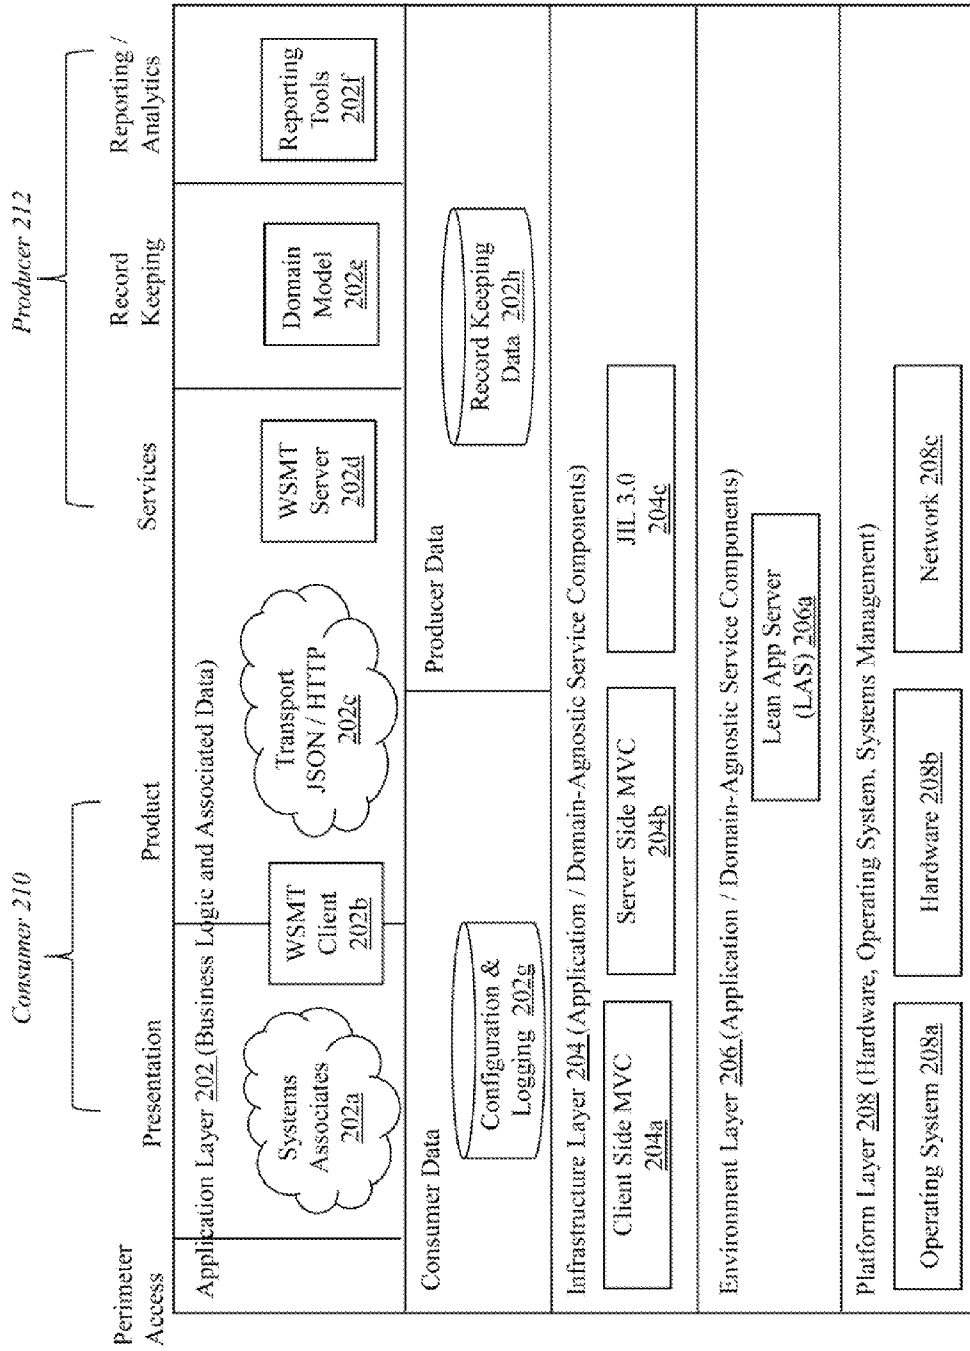 Consumer 210
Producer 212
Perimeter
Access
Presentation
Product
Services
Record
Keeping
Reporting /
Analytics
Application Layer 202 (Business Logic and Associated Data)
Systems
Associates
202a
WSMT
Client
202b
Transport
JSON / HTTP
202c
WSMT
Server
202d
Domain
Model
202e
Reporting
Tools
202f
Consumer Data
Configuration &
Logging 202g
Producer Data
Record Keeping
Data 202h
Infrastructure Layer 204 (Application / Domain-Agnostic Service Components)
Client Side MVC
204a
Server Side MVC
204b
JIL 3.0
204c
Environment Layer 206 (Application / Domain-Agnostic Service Components)
Lean App Server
(LAS) 206a
Platform Layer 208 (Hardware, Operating System, Systems Management)
Operating System 208a
Hardware 208b
Network 208c